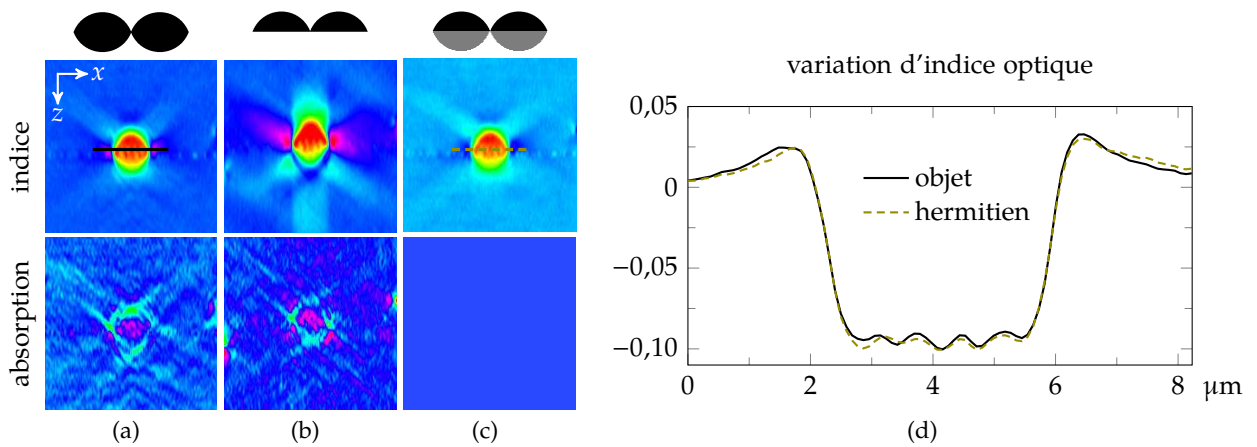 x
z
indice
absorption
(a)
(b)
(c)
variation d'indice optique
0,05
0
−0,05
−0,10
objet
hermitien
0
2
4
6
8
µm
(d)